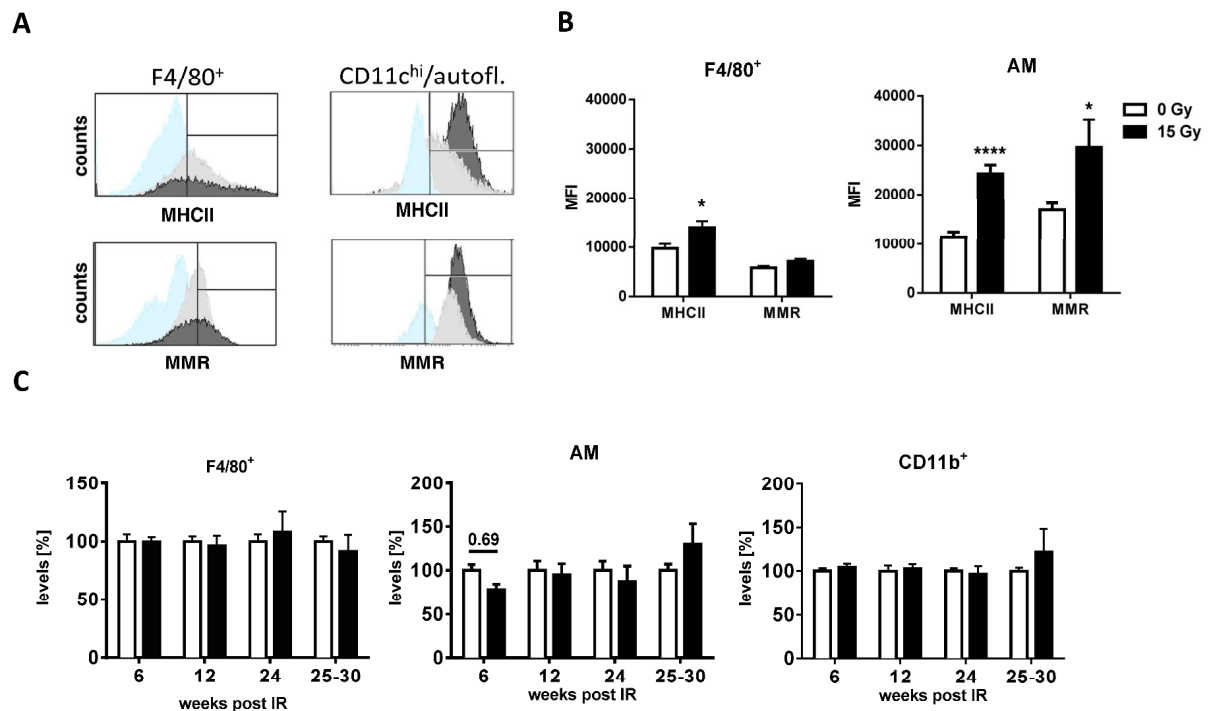 A
F4/80+
CD11chi/autofl.
counts
MHCII
MHCII
counts
MMR
MMR
B
F4/80+
40000
30000
20000
10000
0
MFI
*
MHCII
MMR
AM
40000
30000
20000
10000
0
MFI
****
*
MHCII
MMR
0 Gy
15 Gy
C
F4/80+
150
100
50
0
levels [%]
6
12
24
25-30
weeks post IR
AM
200
150
100
50
0
levels [%]
0.69
6
12
24
25-30
weeks post IR
CD11b+
200
150
100
50
0
levels [%]
6
12
24
25-30
weeks post IR